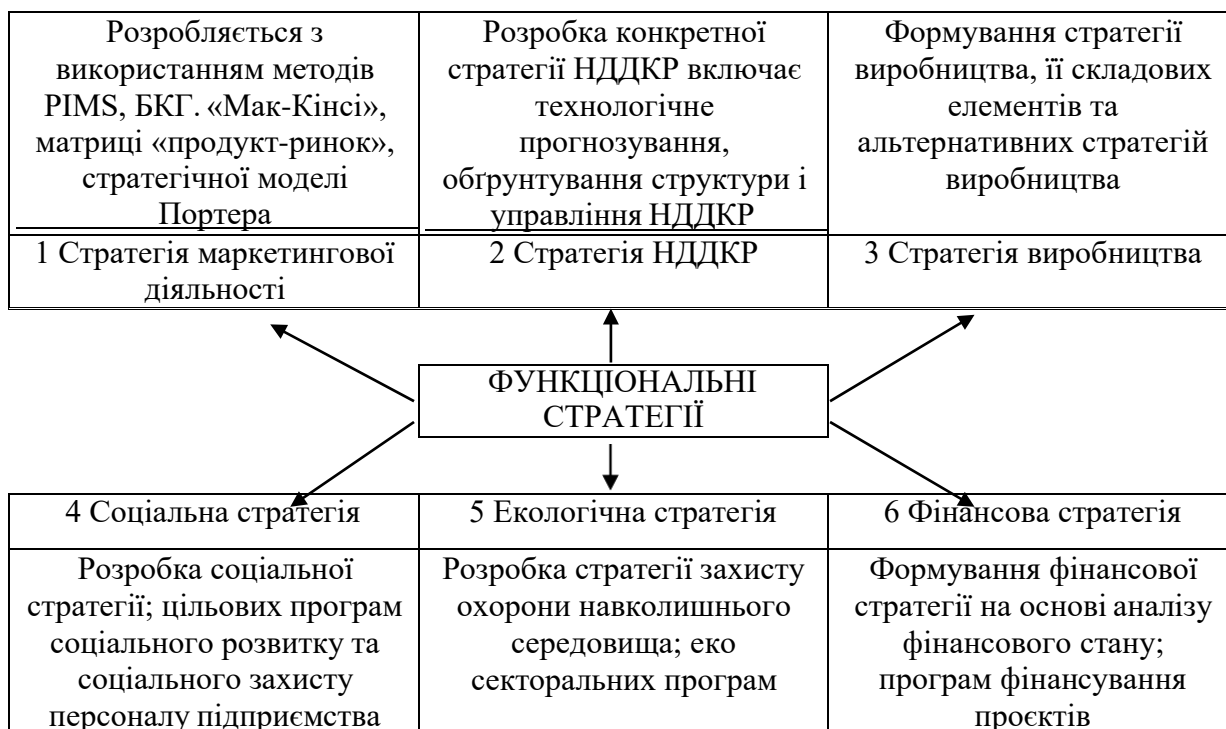 Розробляється з
використанням методів
PIMS, БКГ. «Мак-Кінсі»,
матриці «продукт-ринок»,
стратегічної моделі
Портера
Розробка конкретної
стратегії НДДКР включає
технологічне
прогнозування,
обґрунтування структури і
управління НДДКР
Формування стратегії
виробництва, її складових
елементів та
альтернативних стратегій
виробництва
1 Стратегія маркетингової
діяльності
2 Стратегія НДДКР
3 Стратегія виробництва
ФУНКЦІОНАЛЬНІ
СТРАТЕГІЇ
4 Соціальна стратегія
5 Екологічна стратегія
6 Фінансова стратегія
Розробка соціальної
стратегії; цільових програм
соціального розвитку та
соціального захисту
персоналу підприємства
Розробка стратегії захисту
охорони навколишнього
середовища; еко
секторальних програм
Формування фінансової
стратегії на основі аналізу
фінансового стану;
програм фінансування
проєктів